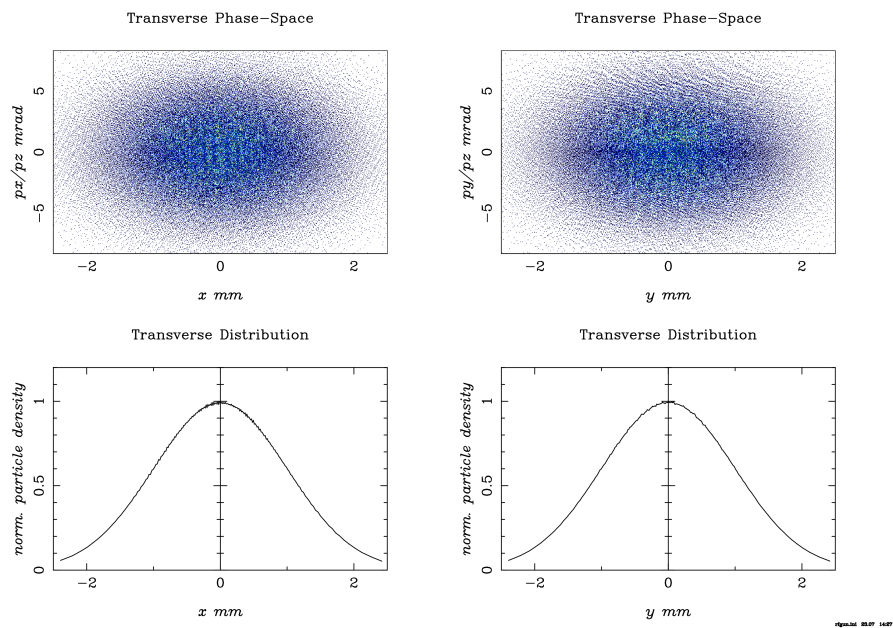 Transverse Phase−Space
px/pz mrad
5
0
−5
−2 0 2
x mm
Transverse Phase−Space
py/pz mrad
5
0
−5
−2 0 2
y mm
Transverse Distribution
norm. particle density
1
0.5
0
−2 0 2
x mm
Transverse Distribution
norm. particle density
1
0.5
0
−2 0 2
y mm